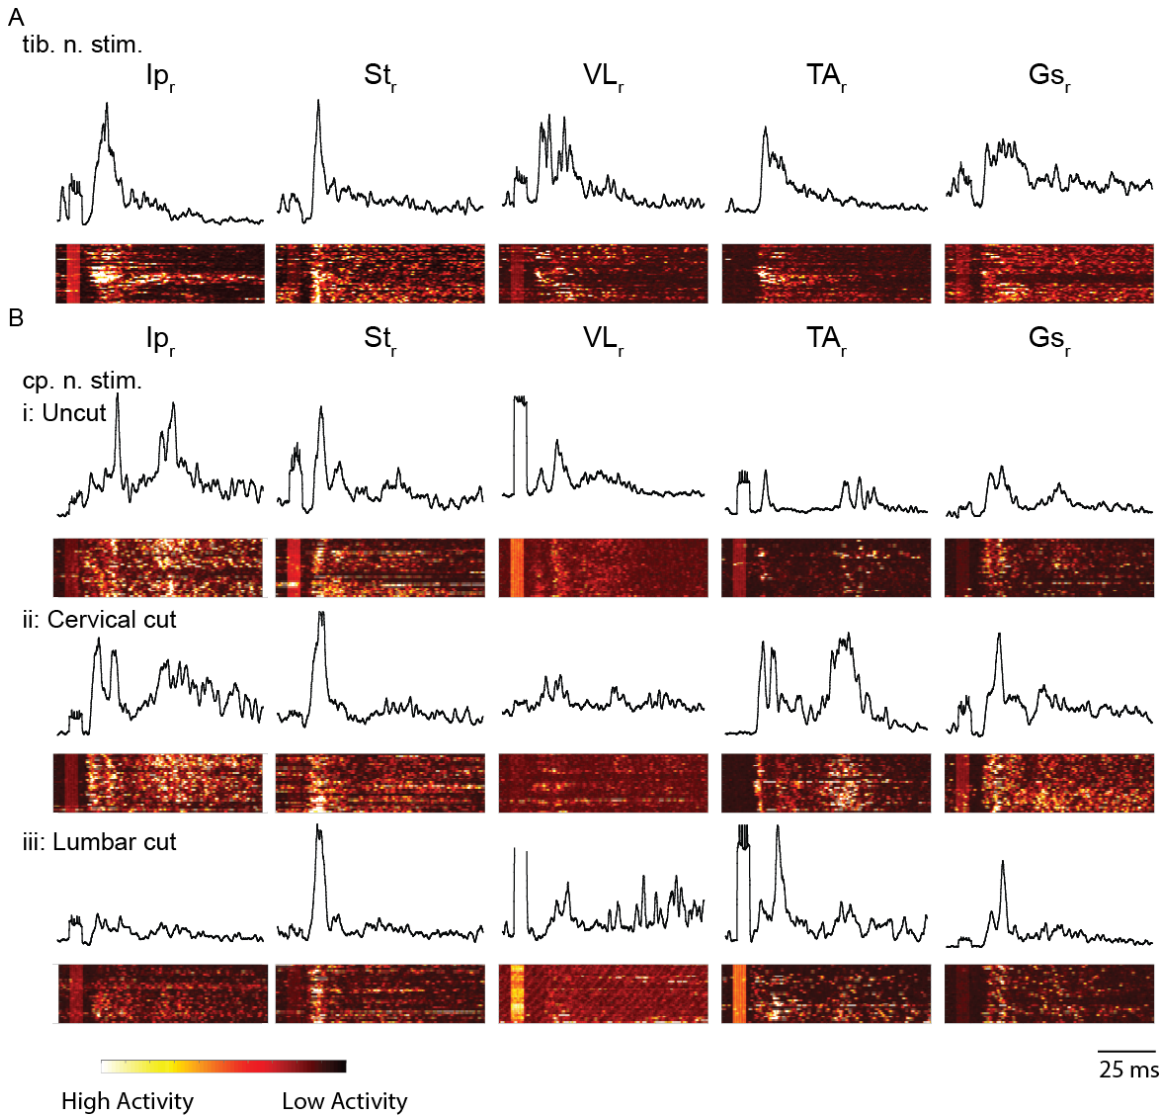 A
tib. n. stim.
Ipr Str VLr TAr Gsr
B
Ipr Str VLr TAr Gsr
cp. n. stim.
i: Uncut
ii: Cervical cut
iii: Lumbar cut
High Activity Low Activity
25 ms